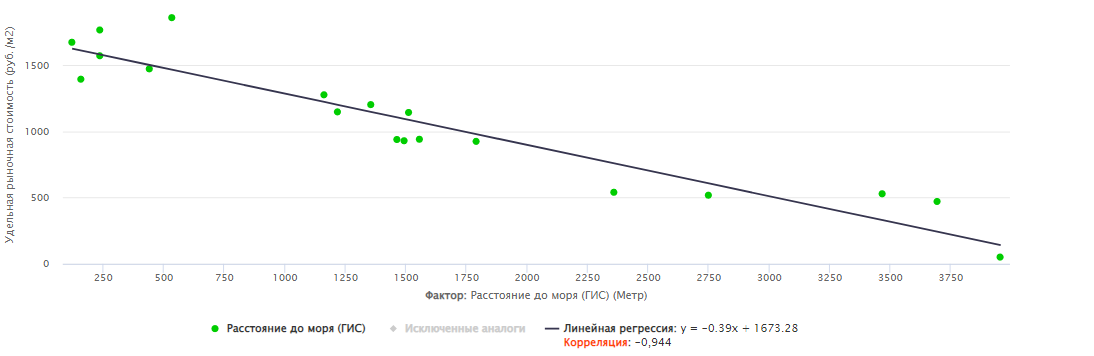 Удельная рыночная стоимость (руб. /м2)
1500
1000
500
0
250 500 750 1000 1250 1500 1750 2000 2250 2500 2750 3000 3250 3500 3750
Фактор: Расстояние до моря (ГИС) (Метр)
Расстояние до моря (ГИС) Исключенные аналоги Линейная регрессия: y = -0.39x + 1673.28
Корреляция: -0,944